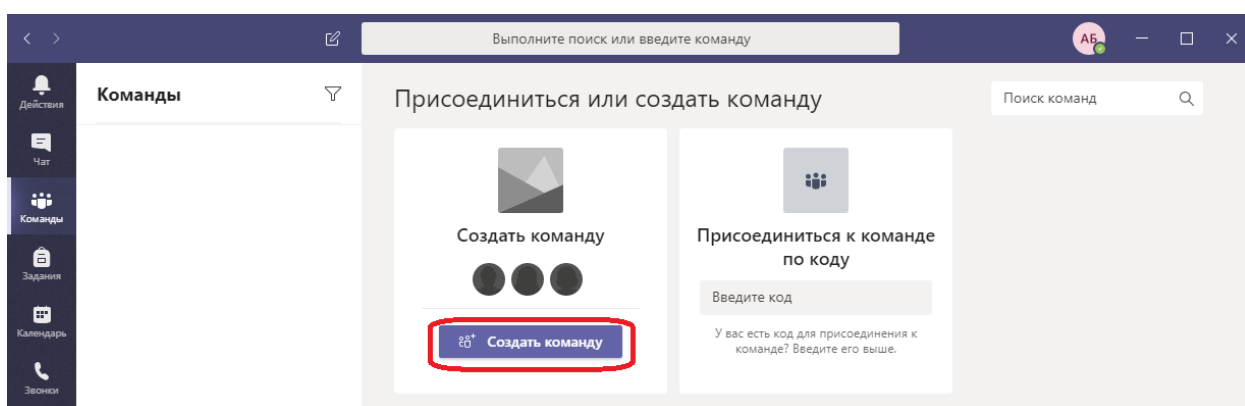 Выполните поиск или введите команду
АБ
Действия
Чат
Команды
Задания
Календарь
Звонки
Команды
Присоединиться или создать команду
Поиск команд
Создать команду
Создать команду
Присоединиться к команде
по коду
Введите код
У вас есть код для присоединения к
команде? Введите его выше.